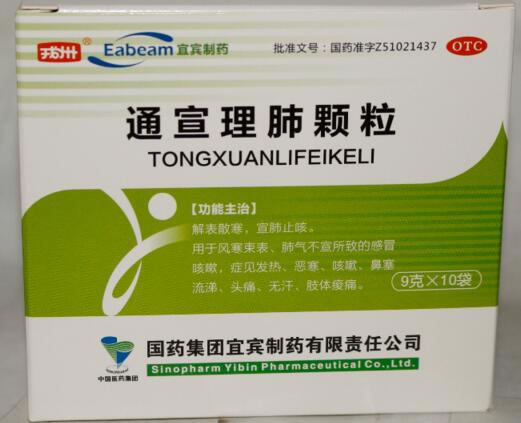 戎州® Eabeam 宜宾制药 批准文号：国药准字Z51021437 OTC
通宣理肺颗粒
TONGXUANLIFEIKELI
【功能主治】
解表散寒，宣肺止咳。
用于风寒束表、肺气不宣所致的感冒
咳嗽，症见发热、恶寒、咳嗽、鼻塞
流涕、头痛、无汗、肢体酸痛。
9克×10袋
中国医药集团
国药集团宜宾制药有限责任公司
Sinopharm Yibin Pharmaceutical Co.,Ltd.